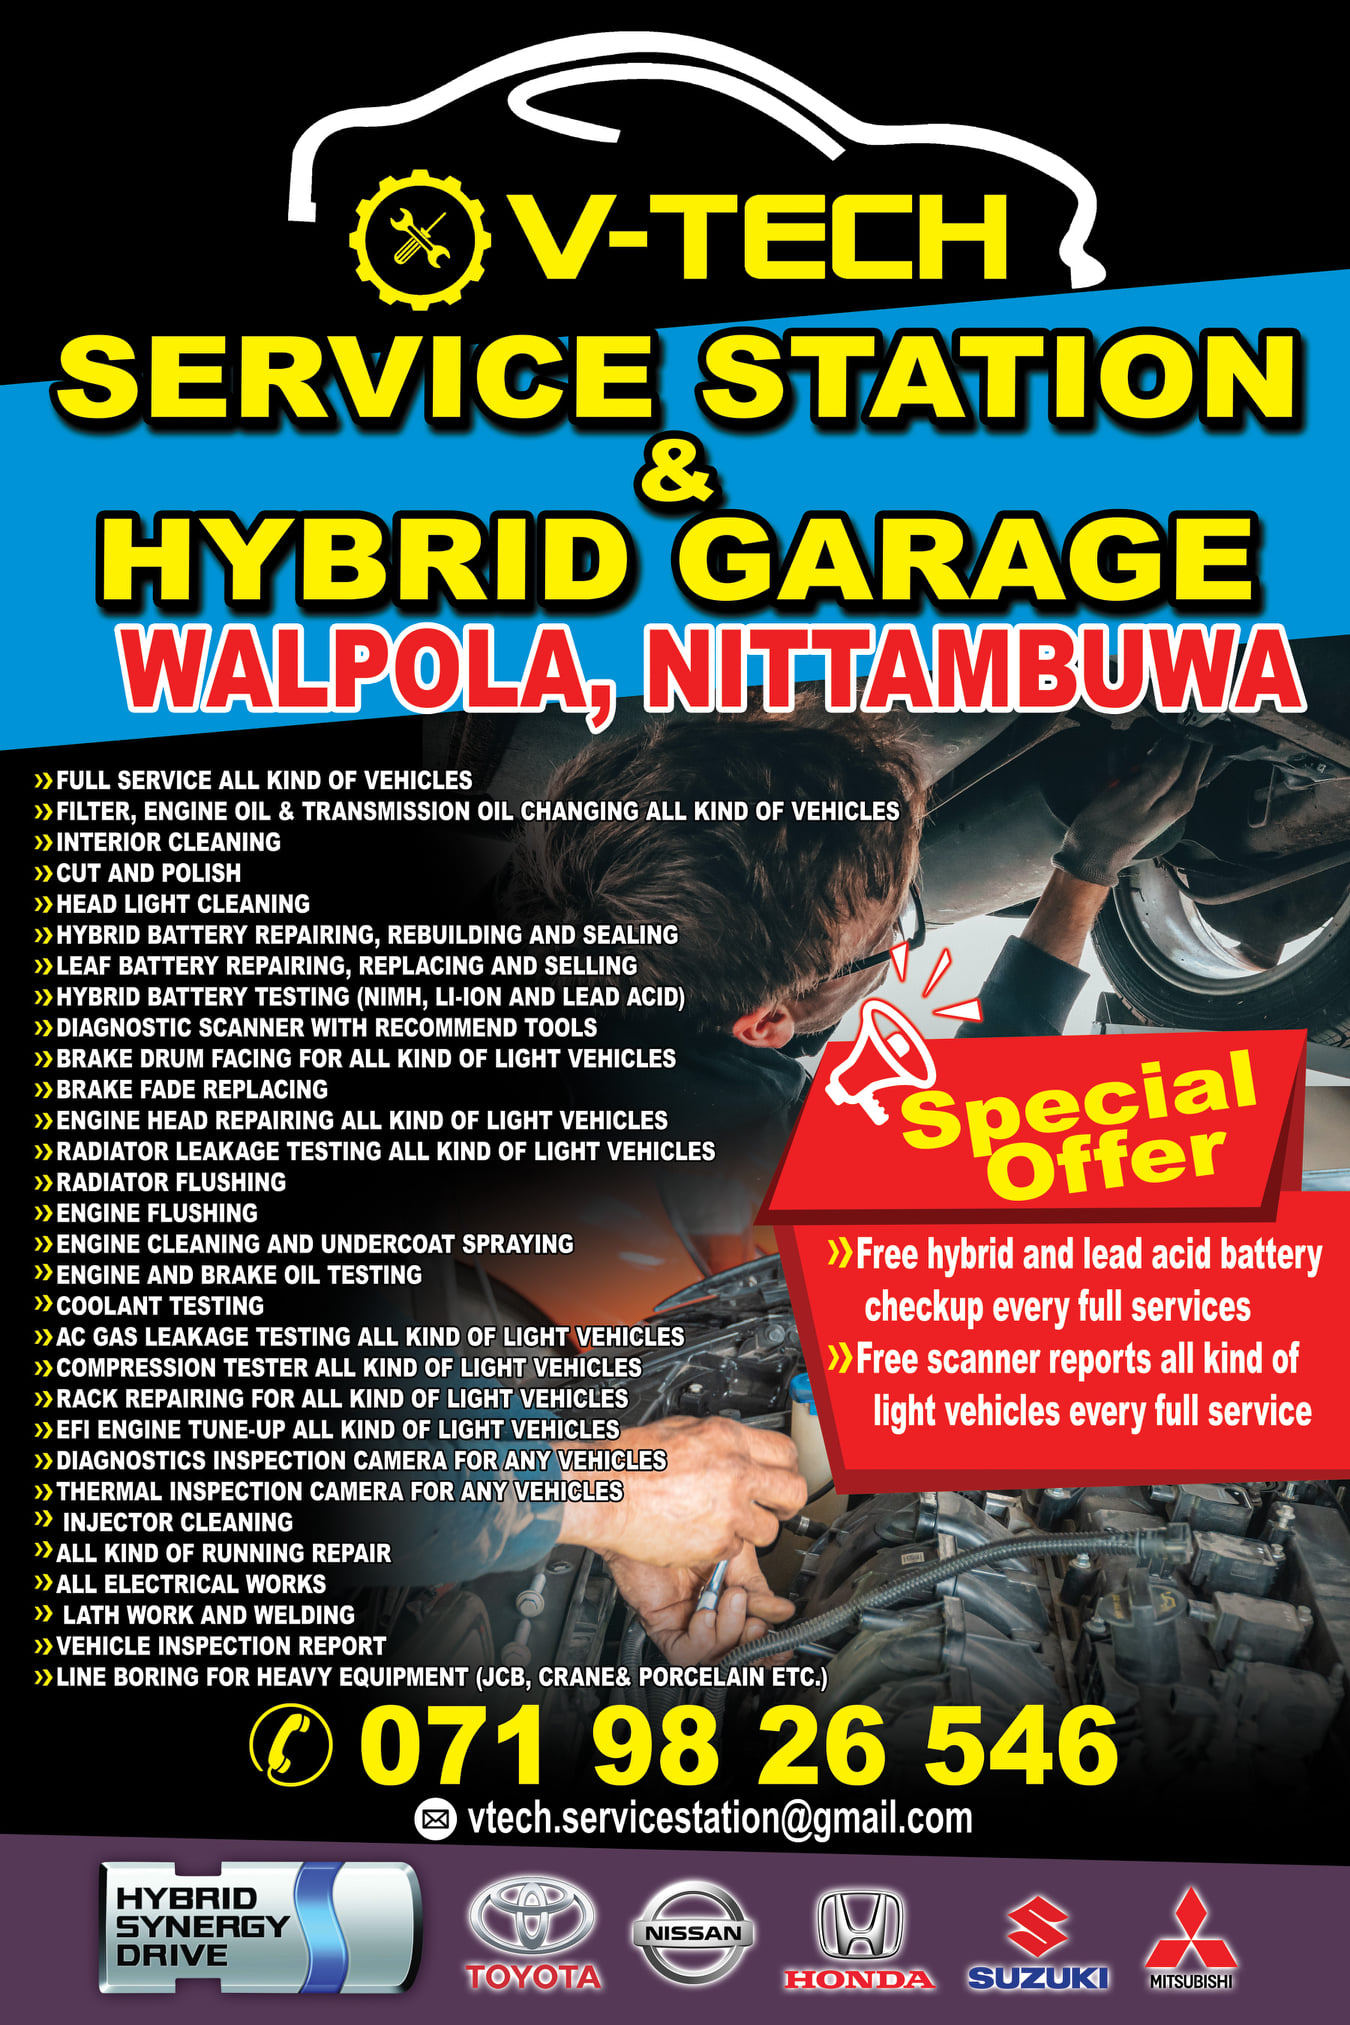 V-TECH
SERVICE STATION
&
HYBRID GARAGE
WALPOLA, NITTAMBUWA
FULL SERVICE ALL KIND OF VEHICLES
FILTER, ENGINE OIL & TRANSMISSION OIL CHANGING ALL KIND OF VEHICLES
INTERIOR CLEANING
CUT AND POLISH
HEAD LIGHT CLEANING
HYBRID BATTERY REPAIRING, REBUILDING AND SEALING
LEAF BATTERY REPAIRING, REPLACING AND SELLING
HYBRID BATTERY TESTING (NIMH, LI-ION AND LEAD ACID)
DIAGNOSTIC SCANNER WITH RECOMMEND TOOLS
BRAKE DRUM FACING FOR ALL KIND OF LIGHT VEHICLES
BRAKE FADE REPLACING
ENGINE HEAD REPAIRING ALL KIND OF LIGHT VEHICLES
RADIATOR LEAKAGE TESTING ALL KIND OF LIGHT VEHICLES
RADIATOR FLUSHING
ENGINE FLUSHING
ENGINE CLEANING AND UNDERCOAT SPRAYING
ENGINE AND BRAKE OIL TESTING
COOLANT TESTING
AC GAS LEAKAGE TESTING ALL KIND OF LIGHT VEHICLES
COMPRESSION TESTER ALL KIND OF LIGHT VEHICLES
RACK REPAIRING FOR ALL KIND OF LIGHT VEHICLES
EFI ENGINE TUNE-UP ALL KIND OF LIGHT VEHICLES
DIAGNOSTICS INSPECTION CAMERA FOR ANY VEHICLES
THERMAL INSPECTION CAMERA FOR ANY VEHICLES
INJECTOR CLEANING
ALL KIND OF RUNNING REPAIR
ALL ELECTRICAL WORKS
LATH WORK AND WELDING
VEHICLE INSPECTION REPORT
LINE BORING FOR HEAVY EQUIPMENT (JCB, CRANE& PORCELAIN ETC.)
Special
Offer
Free hybrid and lead acid battery
checkup every full services
Free scanner reports all kind of
light vehicles every full service
071 98 26 546
vtech.servicestation@gmail.com
HYBRID
SYNERGY
DRIVE
TOYOTA
NISSAN
HONDA
SUZUKI
MITSUBISHI